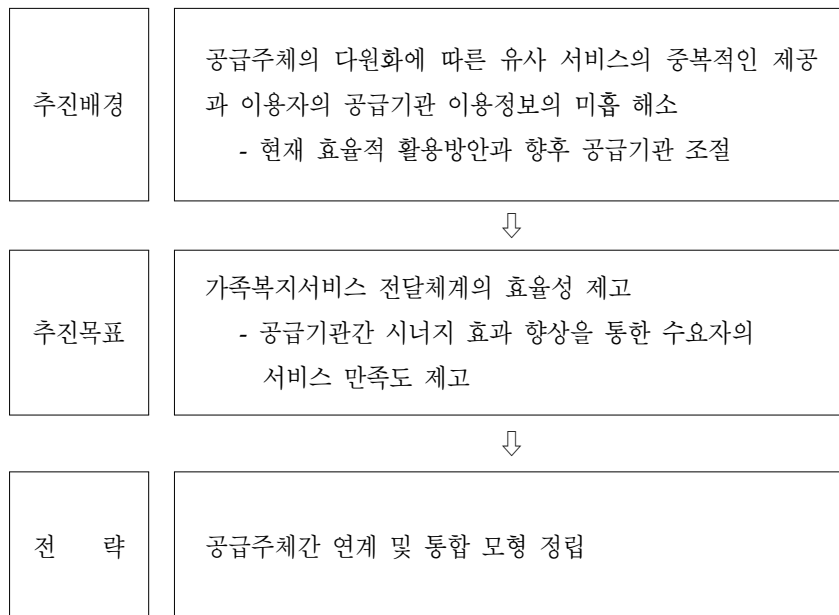 추진배경
공급주체의 다원화에 따른 유사 서비스의 중복적인 제공
과 이용자의 공급기관 이용정보의 미흡 해소
- 현재 효율적 활용방안과 향후 공급기관 조절
⇩
추진목표
가족복지서비스 전달체계의 효율성 제고
- 공급기관간 시너지 효과 향상을 통한 수요자의
서비스 만족도 제고
⇩
전 략
공급주체간 연계 및 통합 모형 정립